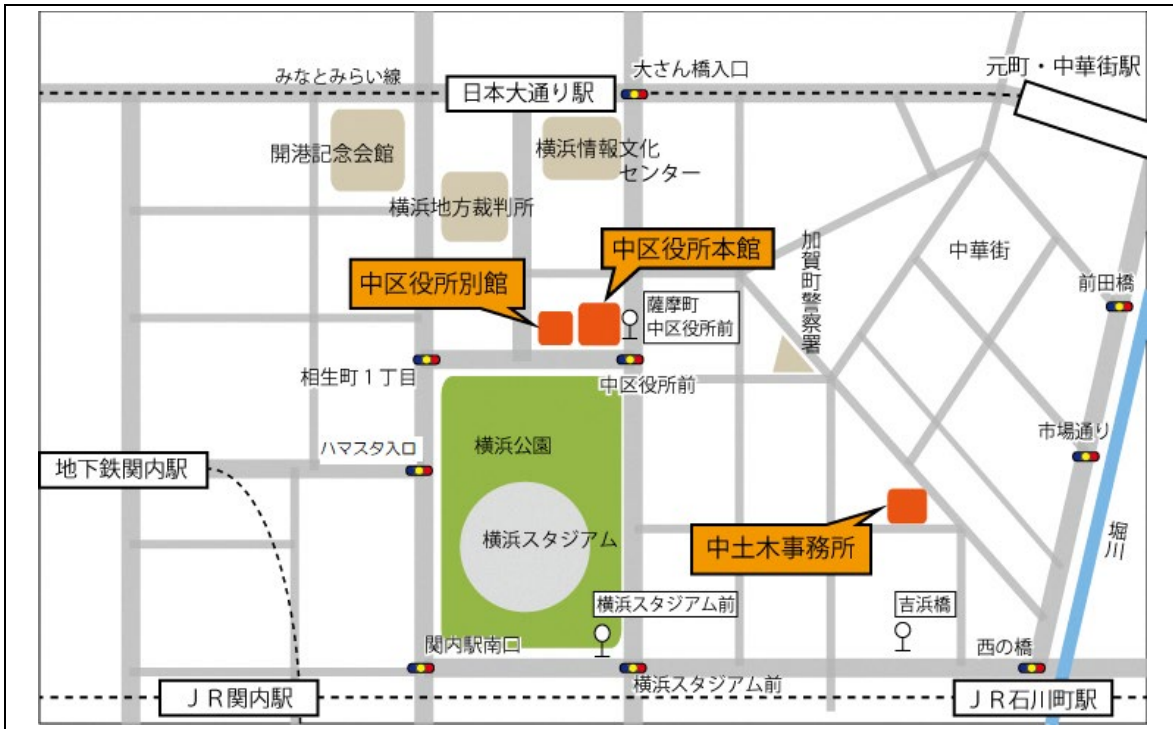 みなとみらい線
日本大通り駅
大さん橋入口
元町・中華街駅
開港記念会館
横浜情報文化
センター
横浜地方裁判所
中区役所本館
加賀町警察署
中華街
中区役所別館
薩摩町
中区役所前
前田橋
相生町1丁目
中区役所前
ハマスタ入口
横浜公園
市場通り
地下鉄関内駅
横浜スタジアム
中土木事務所
堀川
横浜スタジアム前
吉浜橋
関内駅南口
西の橋
横浜スタジアム前
JR関内駅
JR石川町駅